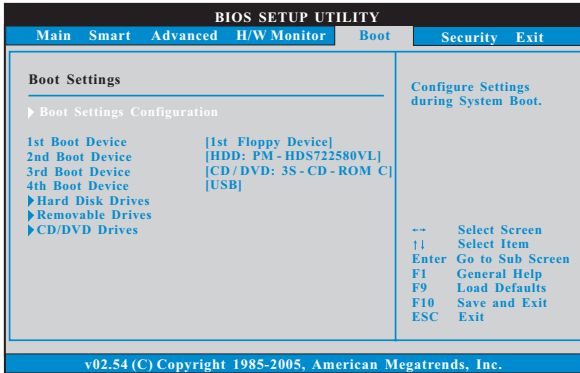 BIOS SETUP UTILITY
Main Smart Advanced H/W Monitor Boot Security Exit
Boot Settings
Boot Settings Configuration
1st Boot Device [1st Floppy Device]
2nd Boot Device [HDD: PM - HDS722580VL]
3rd Boot Device [CD / DVD: 3S - CD - ROM C]
4th Boot Device [USB]
Hard Disk Drives
Removable Drives
CD/DVD Drives
Configure Settings
during System Boot.
↔ Select Screen
↑↓ Select Item
Enter Go to Sub Screen
F1 General Help
F9 Load Defaults
F10 Save and Exit
ESC Exit
v02.54 (C) Copyright 1985-2005, American Megatrends, Inc.